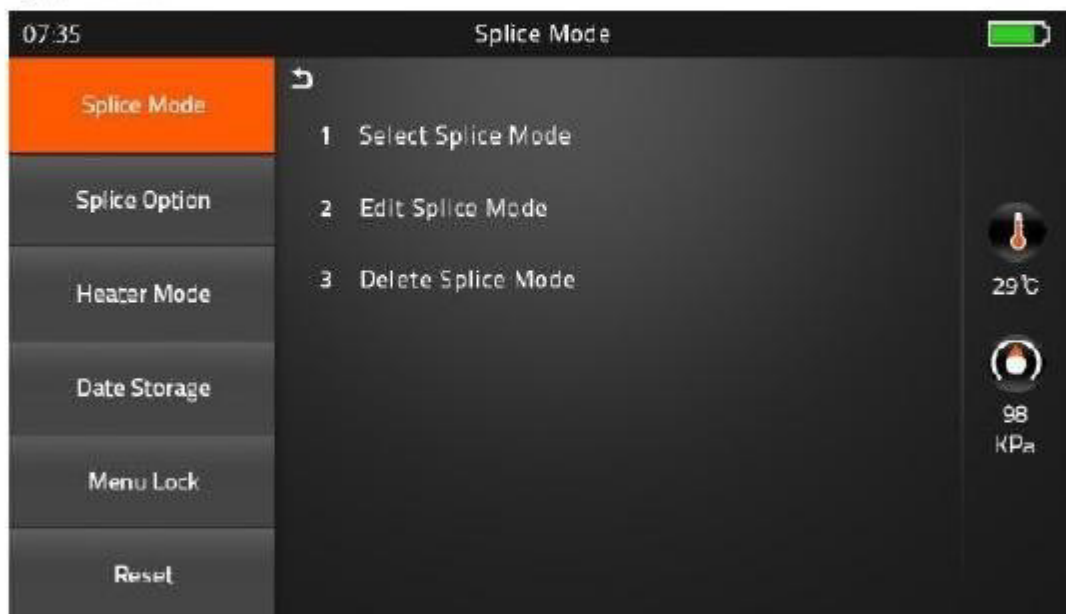 07:35
Splice Mode
Splice Mode
Splice Option
Heater Mode
Date Storage
Menu Lock
Reset
1 Select Splice Mode
2 Edit Splice Mode
3 Delete Splice Mode
29℃
98
KPa